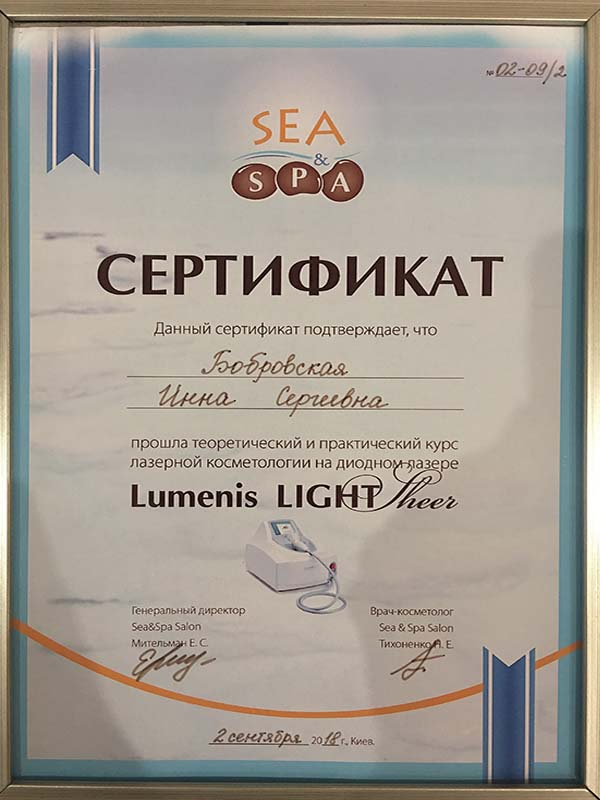 № 02-09/2
SEA
&
SPA
СЕРТИФИКАТ
Данный сертификат подтверждает, что
Бобровская
Инна Сергеевна
прошла теоретический и практический курс
лазерной косметологии на диодном лазере
Lumenis LIGHT Sheer
Генеральный директор
Sea&Spa Salon
Мительман Е. С.
Врач-косметолог
Sea & Spa Salon
Тихоненко Е.
2 сентября 2018 г., Киев.